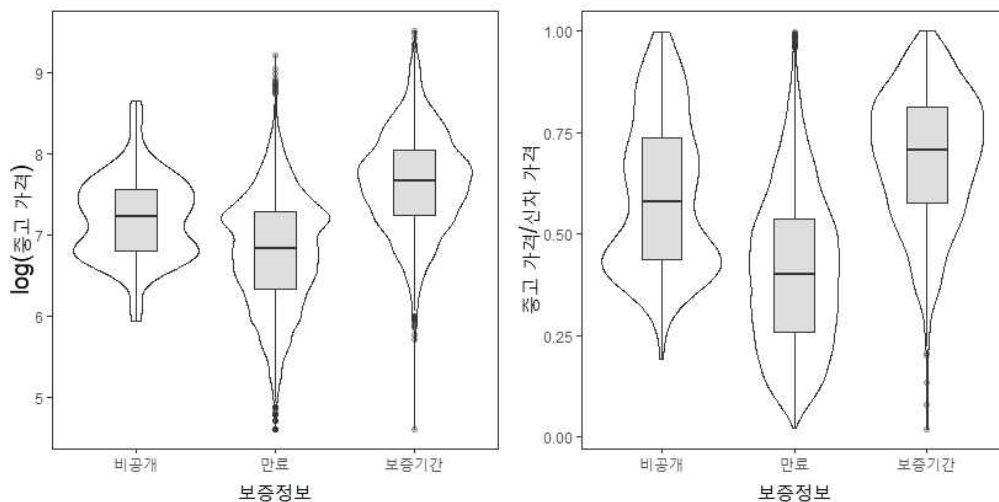 log(중고 가격)
9
8
7
6
5
비공개
만료
보증기간
보증정보
중고 가격/신차 가격
1.00
0.75
0.50
0.25
0.00
비공개
만료
보증기간
보증정보